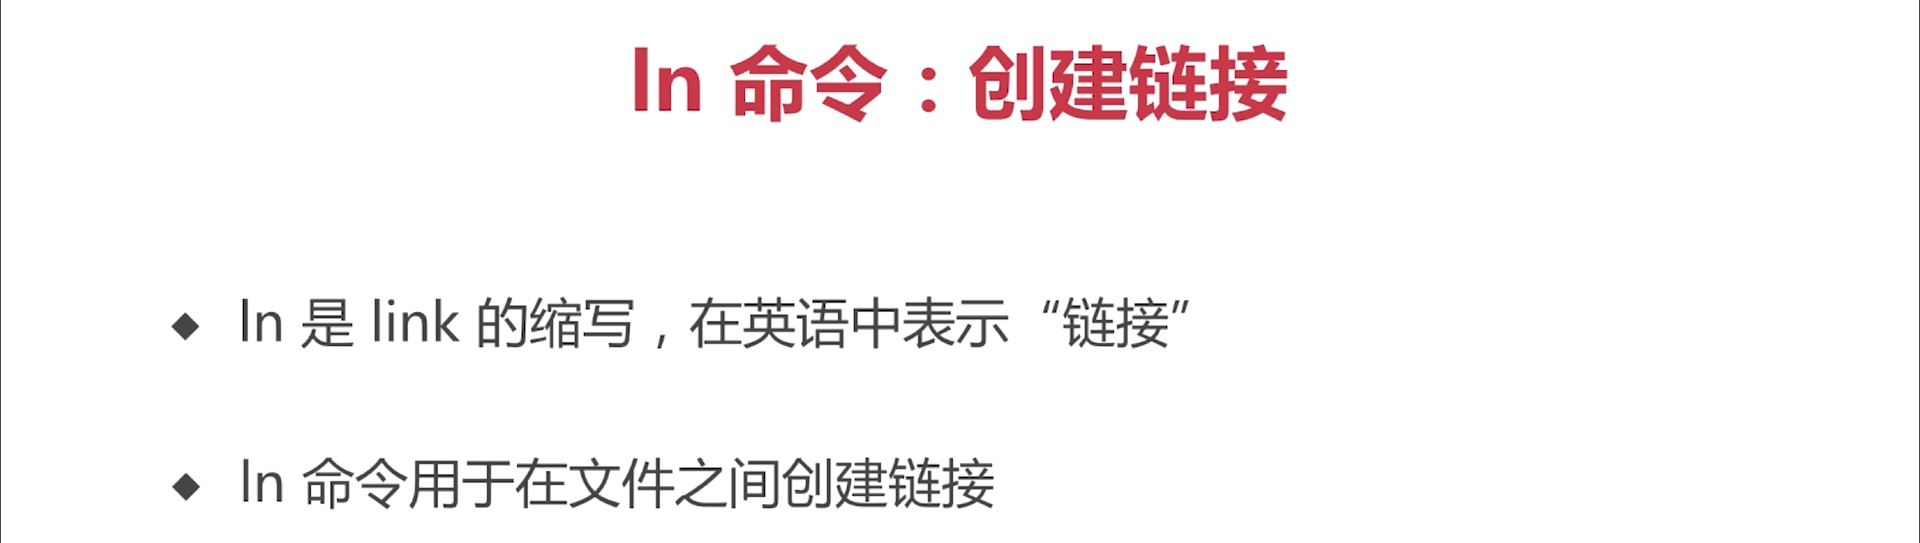 ln 命令：创建链接
◆ ln 是 link 的缩写，在英语中表示“链接”
◆ ln 命令用于在文件之间创建链接